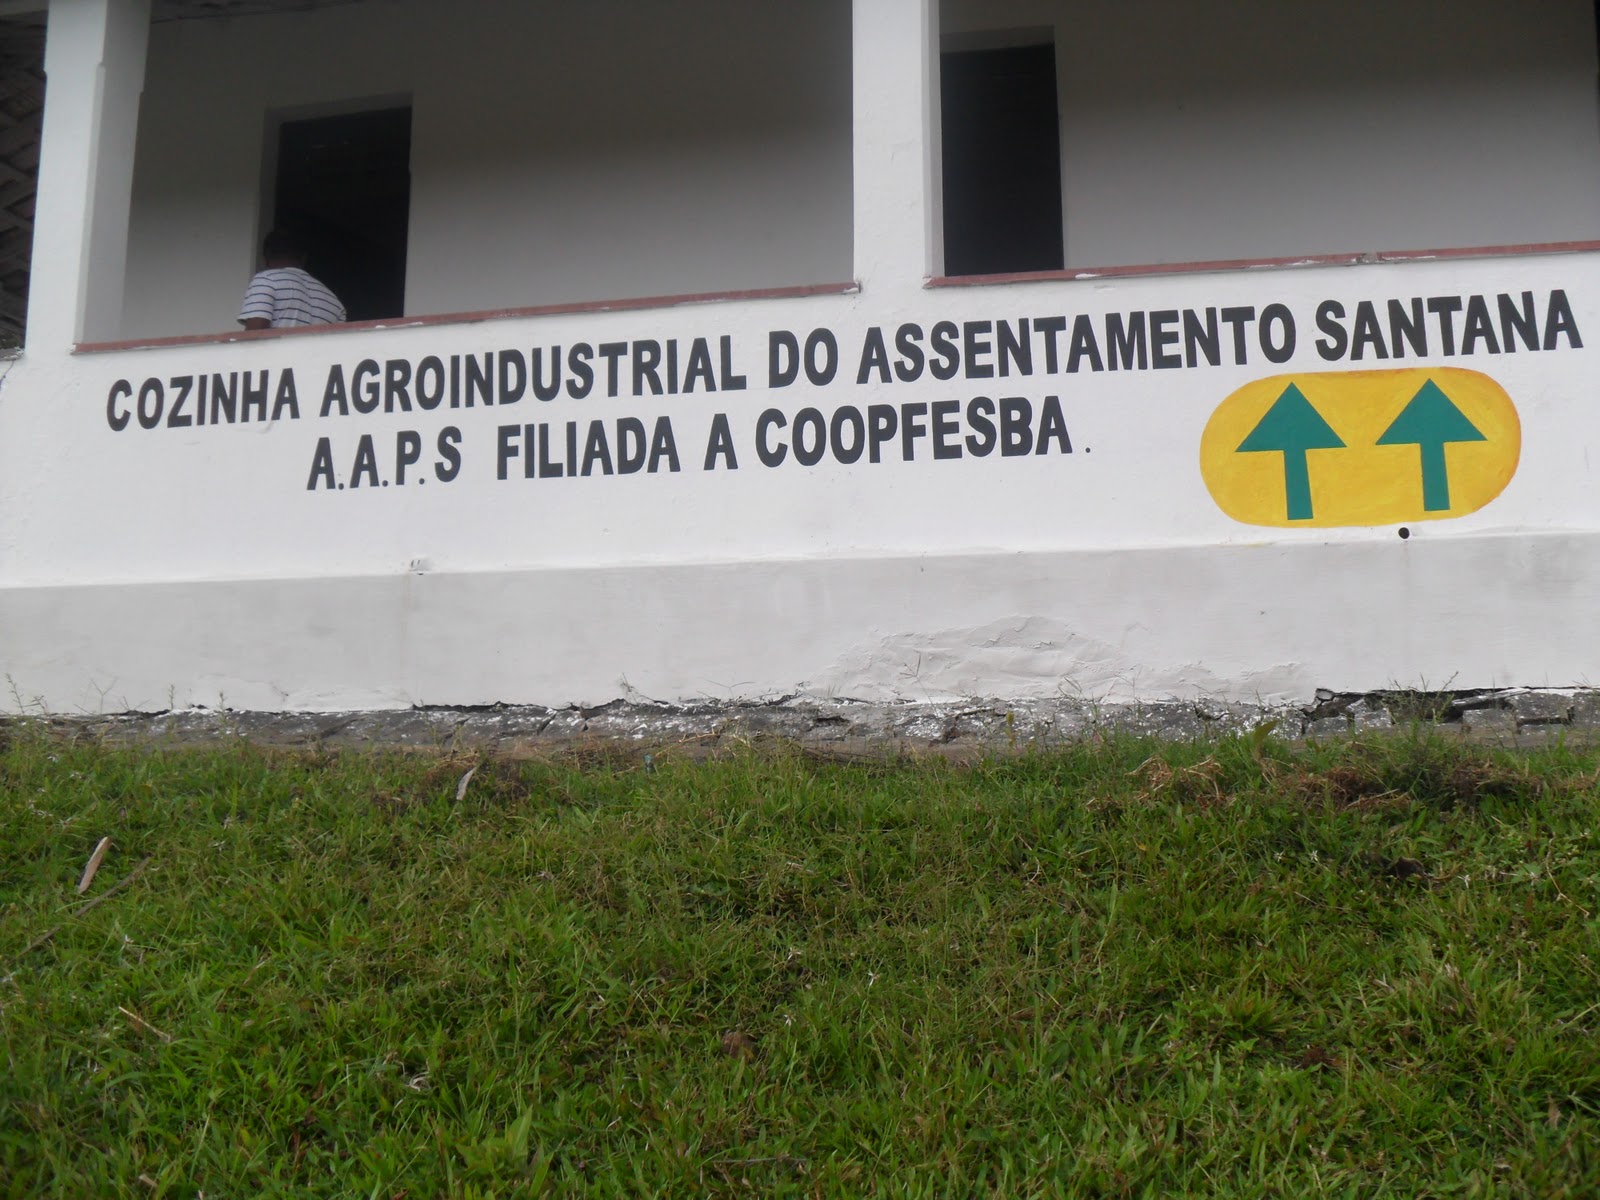 COZINHA AGROINDUSTRIAL DO ASSENTAMENTO SANTANA
A.A.P.S FILIADA A COOPFESBA.